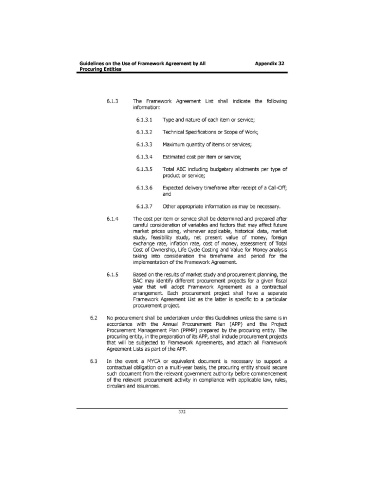 Guidelines on the Use of Framework Agreement by All Appendix 32
Procuring Entities
6.1.3 The Framework Agreement List shall indicate the following
information:
6.1.3.1 Type and nature of each item or service;
6.1.3.2 Technical Specifications or Scope of Work;
6.1.3.3 Maximum quantity of items or services;
6.1.3.4 Estimated cost per item or service;
6.1.3.5 Total ABC including budgetary allotments per type of
product or service;
6.1.3.6 Expected delivery timeframe after receipt of a Call-Off;
and
6.1.3.7 Other appropriate information as may be necessary.
6.1.4 The cost per item or service shall be determined and prepared after
careful consideration of variables and factors that may affect future
market prices using, whenever applicable, historical data, market
study, feasibility study, net present value of money, foreign
exchange rate, inflation rate, cost of money, assessment of Total
Cost of Ownership, Life Cycle Costing and Value for Money analysis
taking into consideration the timeframe and period for the
implementation of the Framework Agreement.
6.1.5 Based on the results of market study and procurement planning, the
BAC may identify different procurement projects for a given fiscal
year that will adopt Framework Agreement as a contractual
arrangement. Each procurement project shall have a separate
Framework Agreement List as the latter is specific to a particular
procurement project.
6.2 No procurement shall be undertaken under this Guidelines unless the same is in
accordance with the Annual Procurement Plan (APP) and the Project
Procurement Management Plan (PPMP) prepared by the procuring entity. The
procuring entity, in the preparation of its APP, shall include procurement projects
that will be subjected to Framework Agreements, and attach all Framework
Agreement Lists as part of the APP.
6.3 In the event a MYCA or equivalent document is necessary to support a
contractual obligation on a multi-year basis, the procuring entity should secure
such document from the relevant government authority before commencement
of the relevant procurement activity in compliance with applicable law, rules,
circulars and issuances.